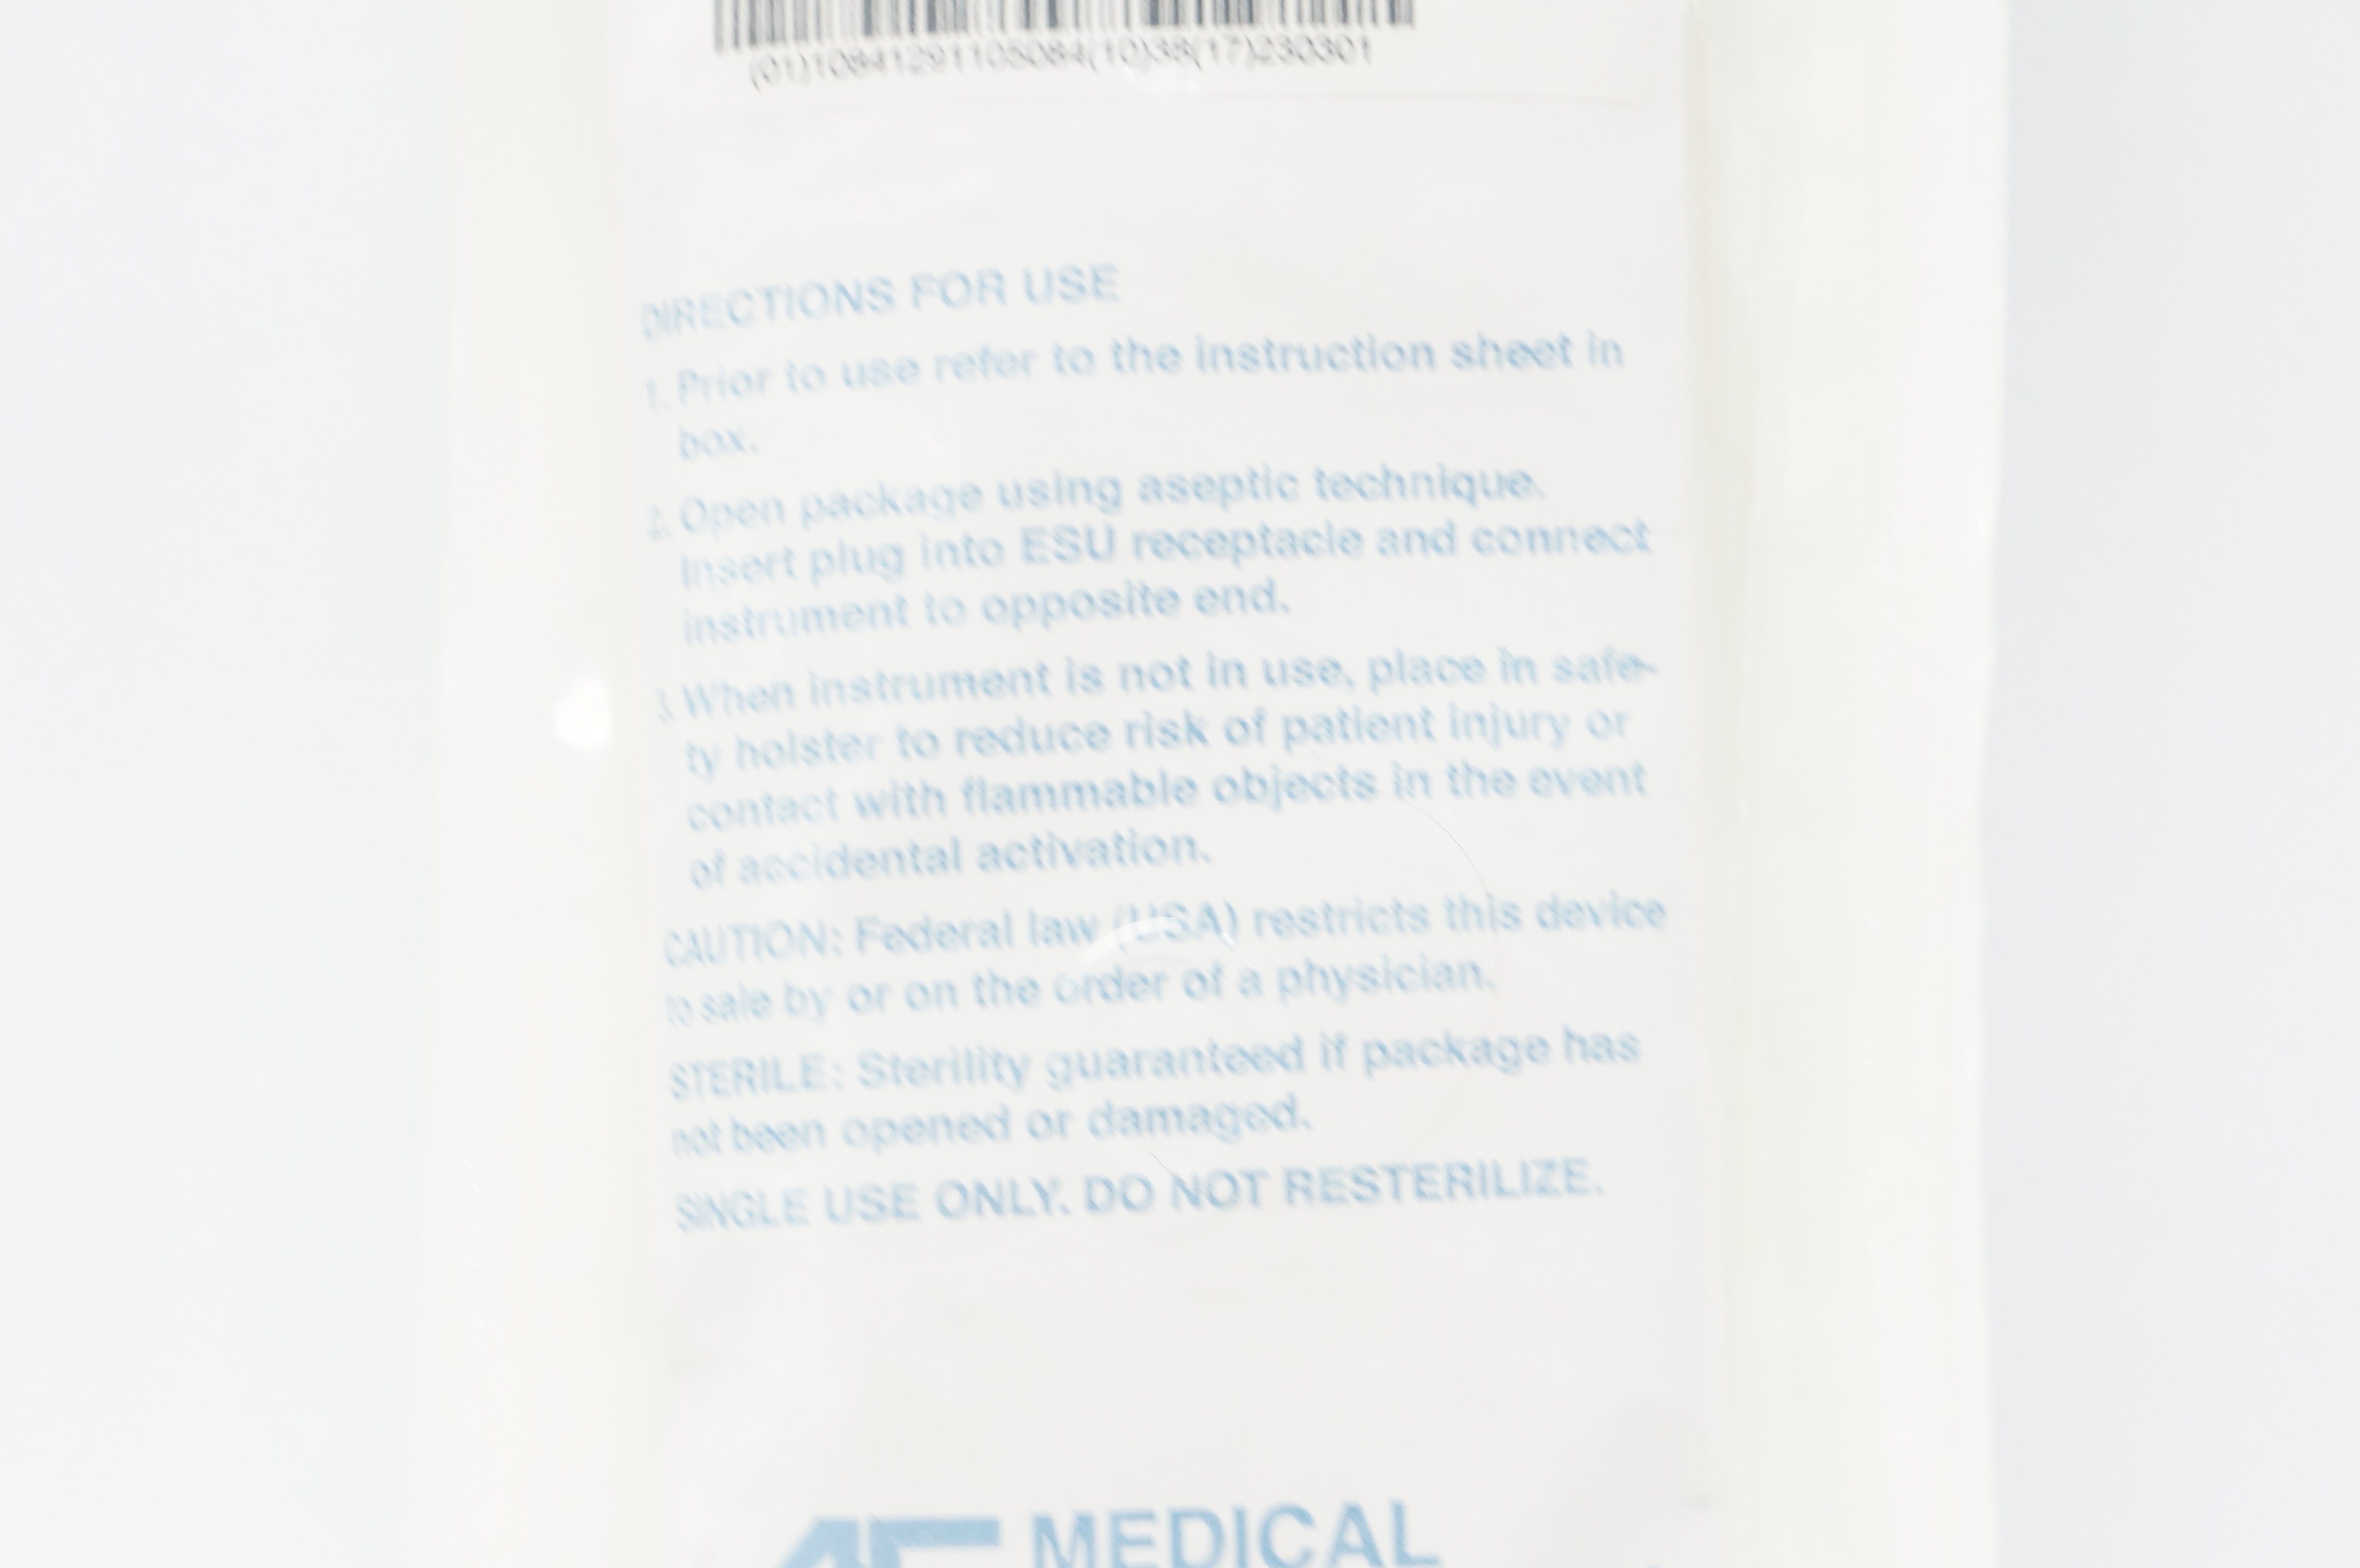 (01)10841291105084(10)38(17)230301
DIRECTIONS FOR USE
1. Prior to use refer to the instruction sheet in
box.
2. Open package using aseptic technique.
Insert plug into ESU receptacle and connect
instrument to opposite end.
3. When instrument is not in use, place in safe-
ty holster to reduce risk of patient injury or
contact with flammable objects in the event
of accidental activation.
CAUTION: Federal law (USA) restricts this device
to sale by or on the order of a physician.
STERILE: Sterility guaranteed if package has
not been opened or damaged.
SINGLE USE ONLY. DO NOT RESTERILIZE.
MEDICAL